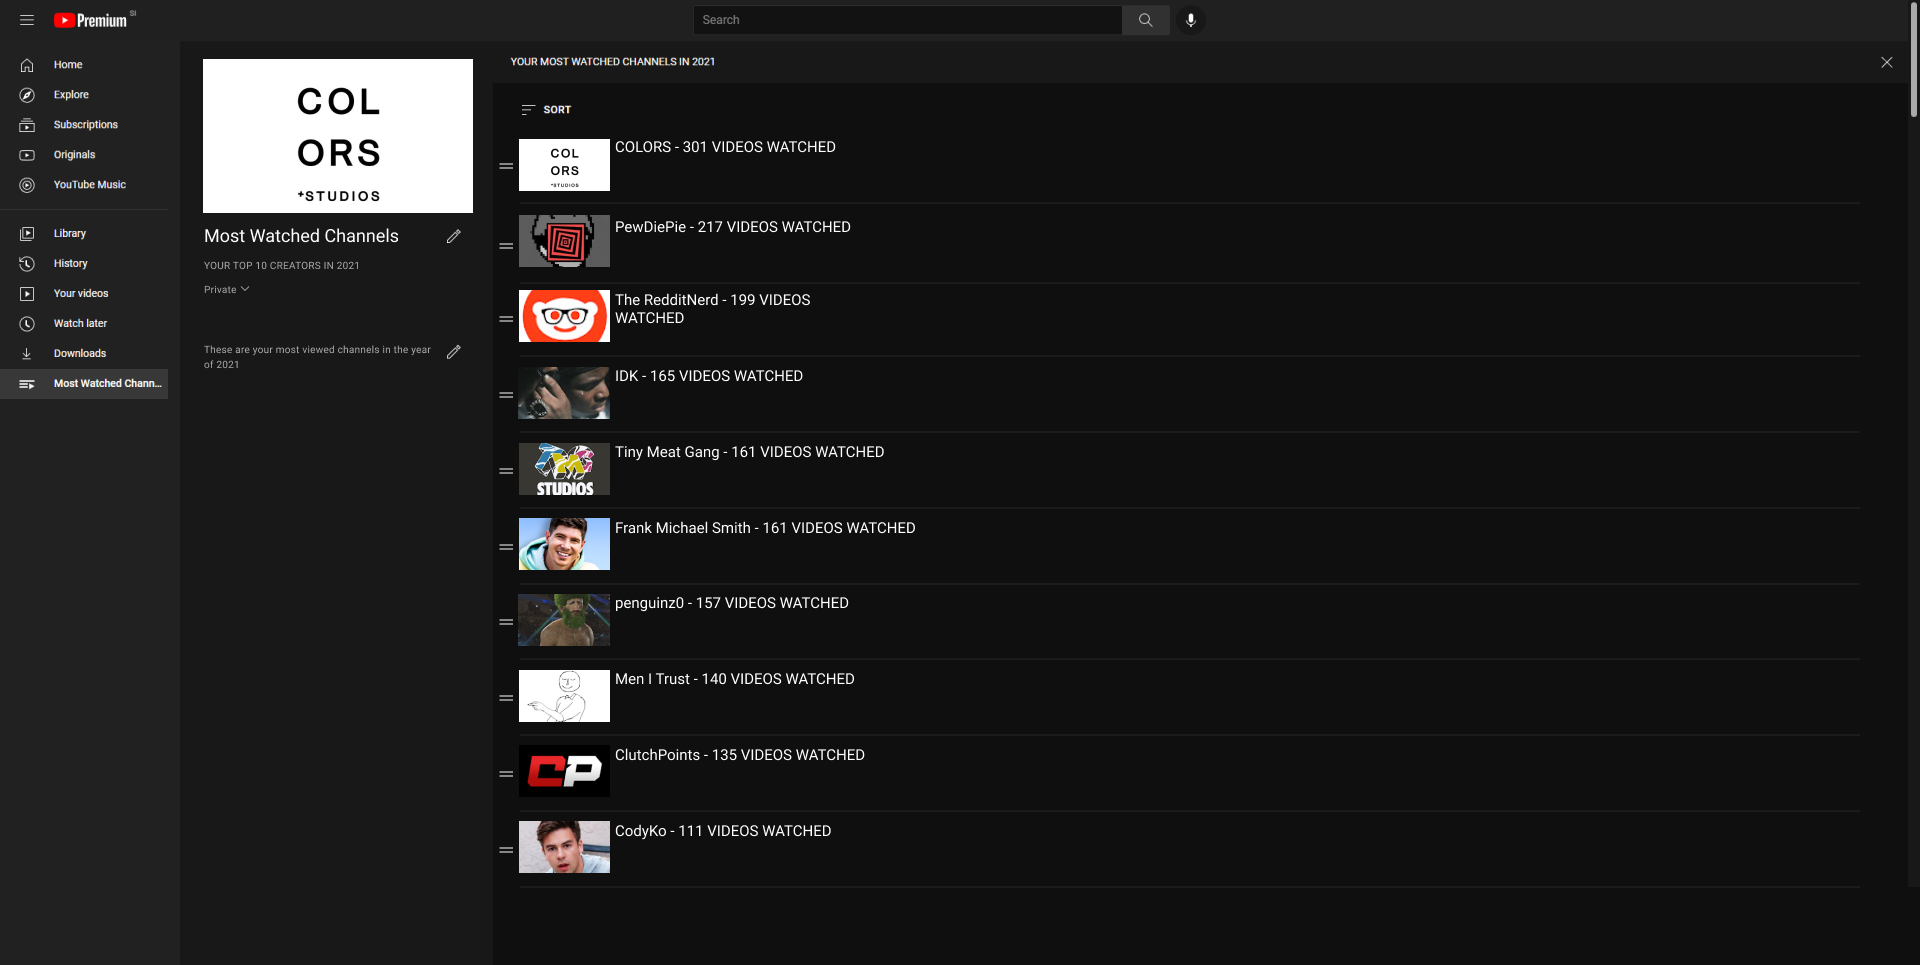 Premium SI
Search
Home
Explore
Subscriptions
Originals
YouTube Music
Library
History
Your videos
Watch later
Downloads
Most Watched Chann...
COL
ORS
+STUDIOS
Most Watched Channels
YOUR TOP 10 CREATORS IN 2021
Private
These are your most viewed channels in the year
of 2021
YOUR MOST WATCHED CHANNELS IN 2021
SORT
COL
ORS
+STUDIOS
COLORS - 301 VIDEOS WATCHED
PewDiePie - 217 VIDEOS WATCHED
The RedditNerd - 199 VIDEOS
WATCHED
IDK - 165 VIDEOS WATCHED
TMG
STUDIOS
Tiny Meat Gang - 161 VIDEOS WATCHED
Frank Michael Smith - 161 VIDEOS WATCHED
penguinz0 - 157 VIDEOS WATCHED
Men I Trust - 140 VIDEOS WATCHED
CP
ClutchPoints - 135 VIDEOS WATCHED
CodyKo - 111 VIDEOS WATCHED